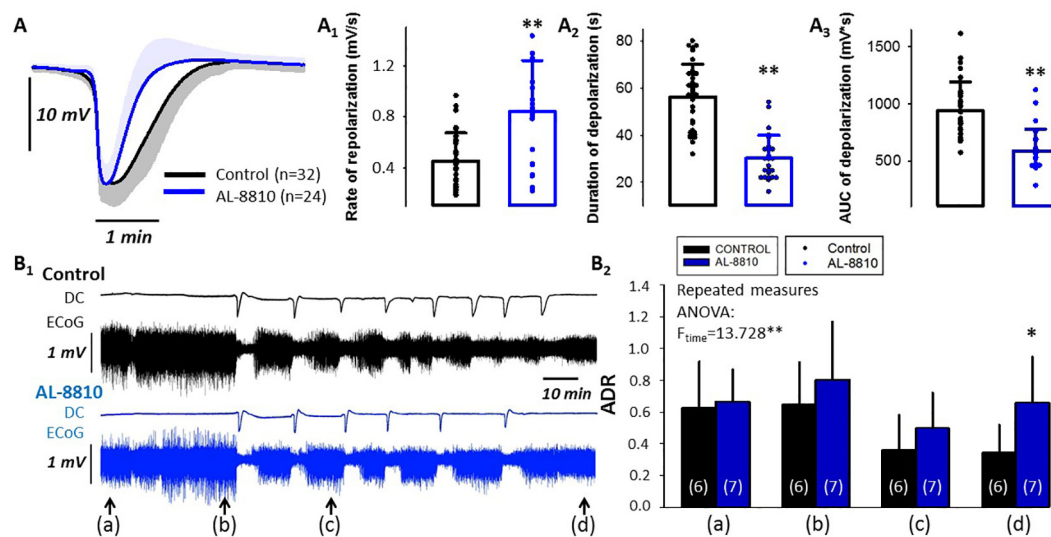 A
10 mV
Control (n=32)
AL-8810 (n=24)
1 min
A1
Rate of repolarization (mV/s)
1.2
0.8
0.4
**
A2
Duration of depolarization (s)
80
60
40
20
**
A3
AUC of depolarization (mV*s)
1500
1000
500
**
B1
Control
DC
ECoG
1 mV
10 min
AL-8810
DC
ECoG
1 mV
(a)
(b)
(c)
(d)
B2
CONTROL
AL-8810
Control
AL-8810
Repeated measures
ANOVA:
Ftime=13.728**
ADR
1.4
1.2
1.0
0.8
0.6
0.4
0.2
0.0
*
(6) (7) (6) (7) (6) (7) (6) (7)
(a) (b) (c) (d)